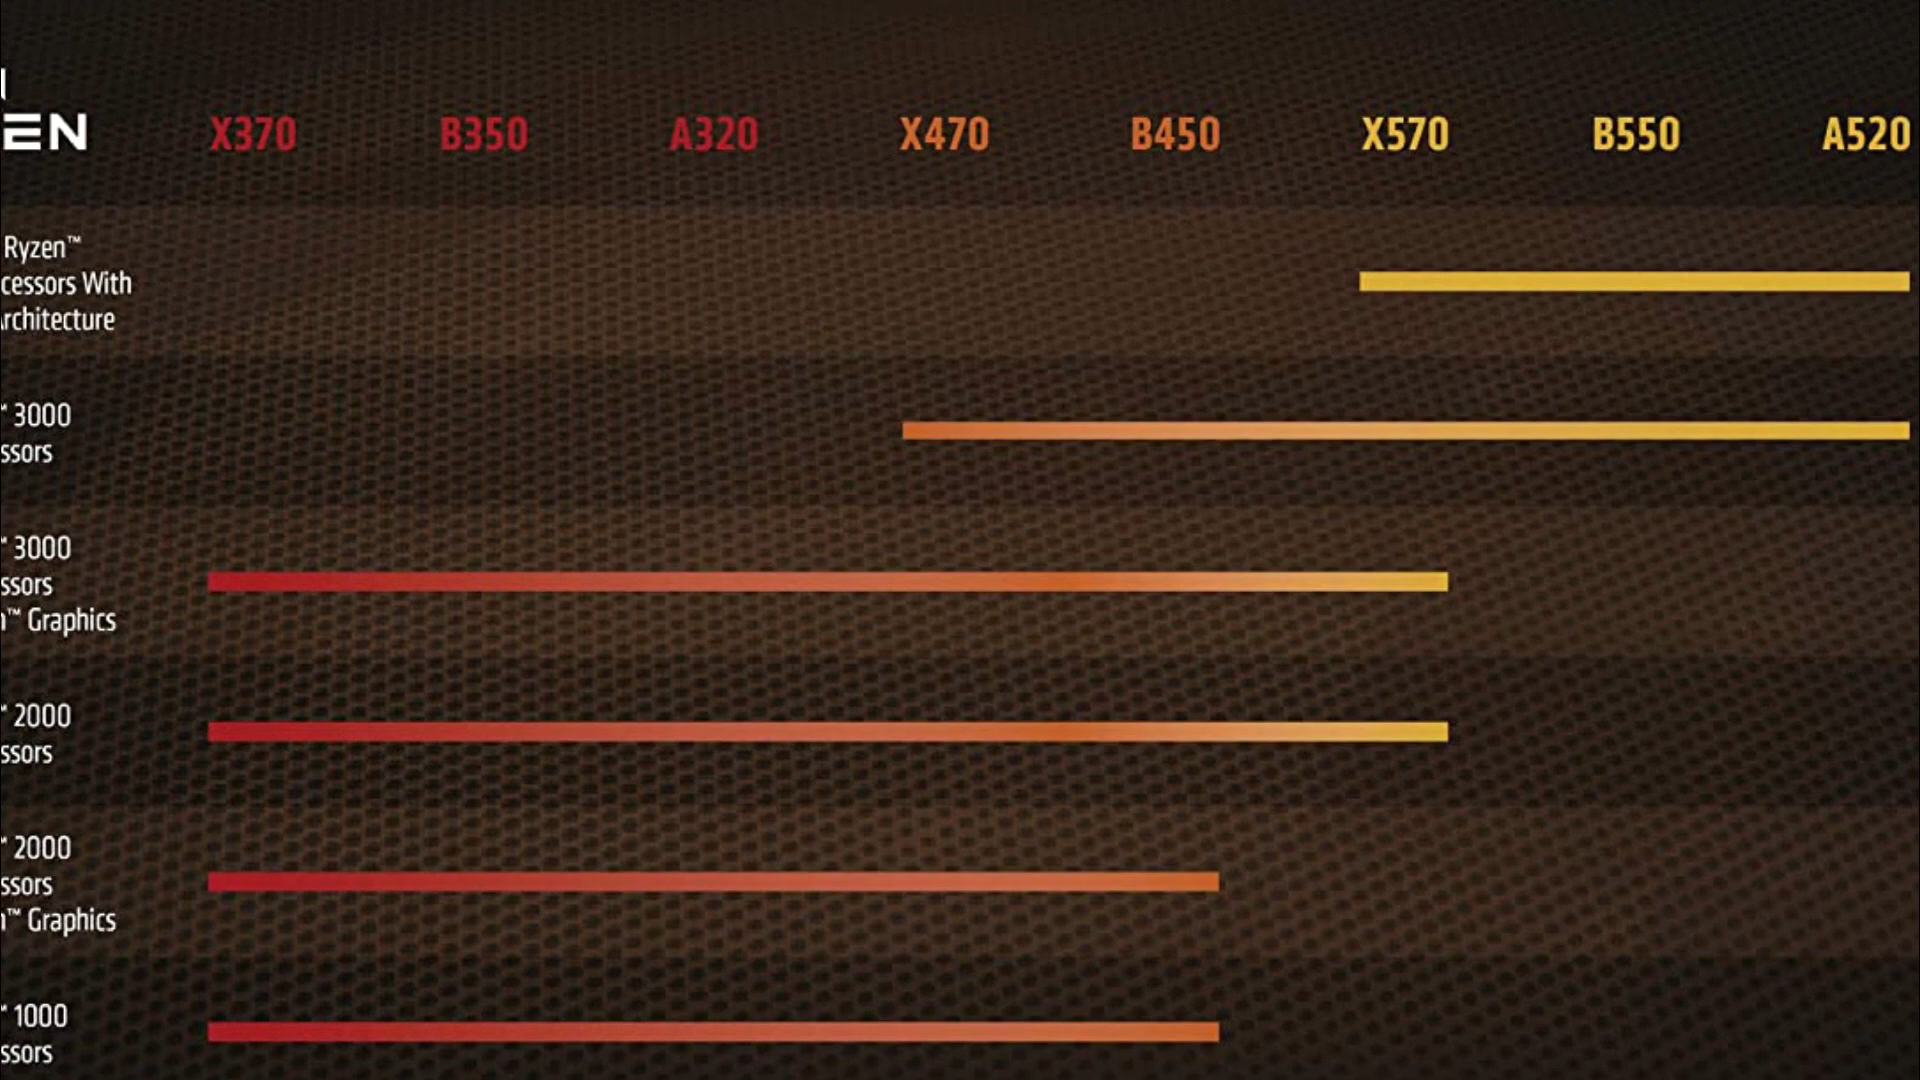 EN X370 B350 A320 X470 B450 X570 B550 A520
Ryzen™
cessors With
Architecture
3000
ssors
3000
ssors
™ Graphics
2000
ssors
2000
ssors
™ Graphics
1000
ssors